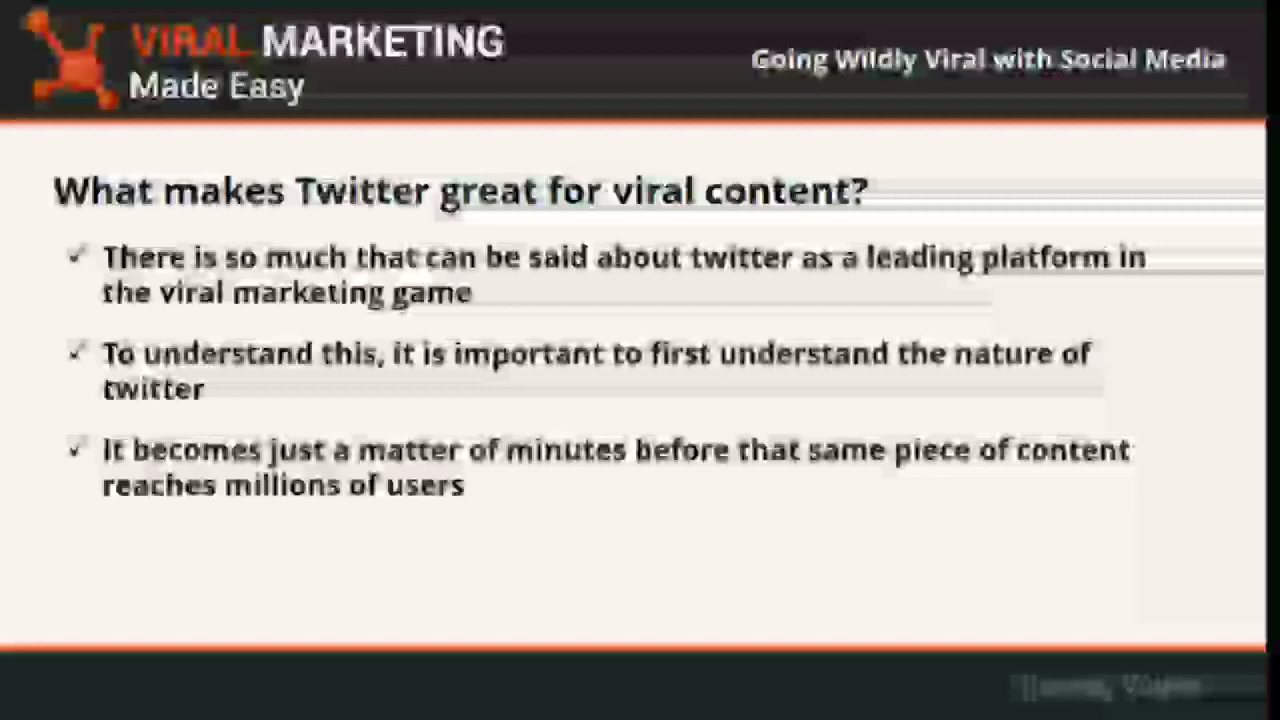 VIRAL MARKETING
Made Easy
Going Wildly Viral with Social Media
What makes Twitter great for viral content?
There is so much that can be said about twitter as a leading platform in
the viral marketing game
To understand this, it is important to first understand the nature of
twitter
It becomes just a matter of minutes before that same piece of content
reaches millions of users